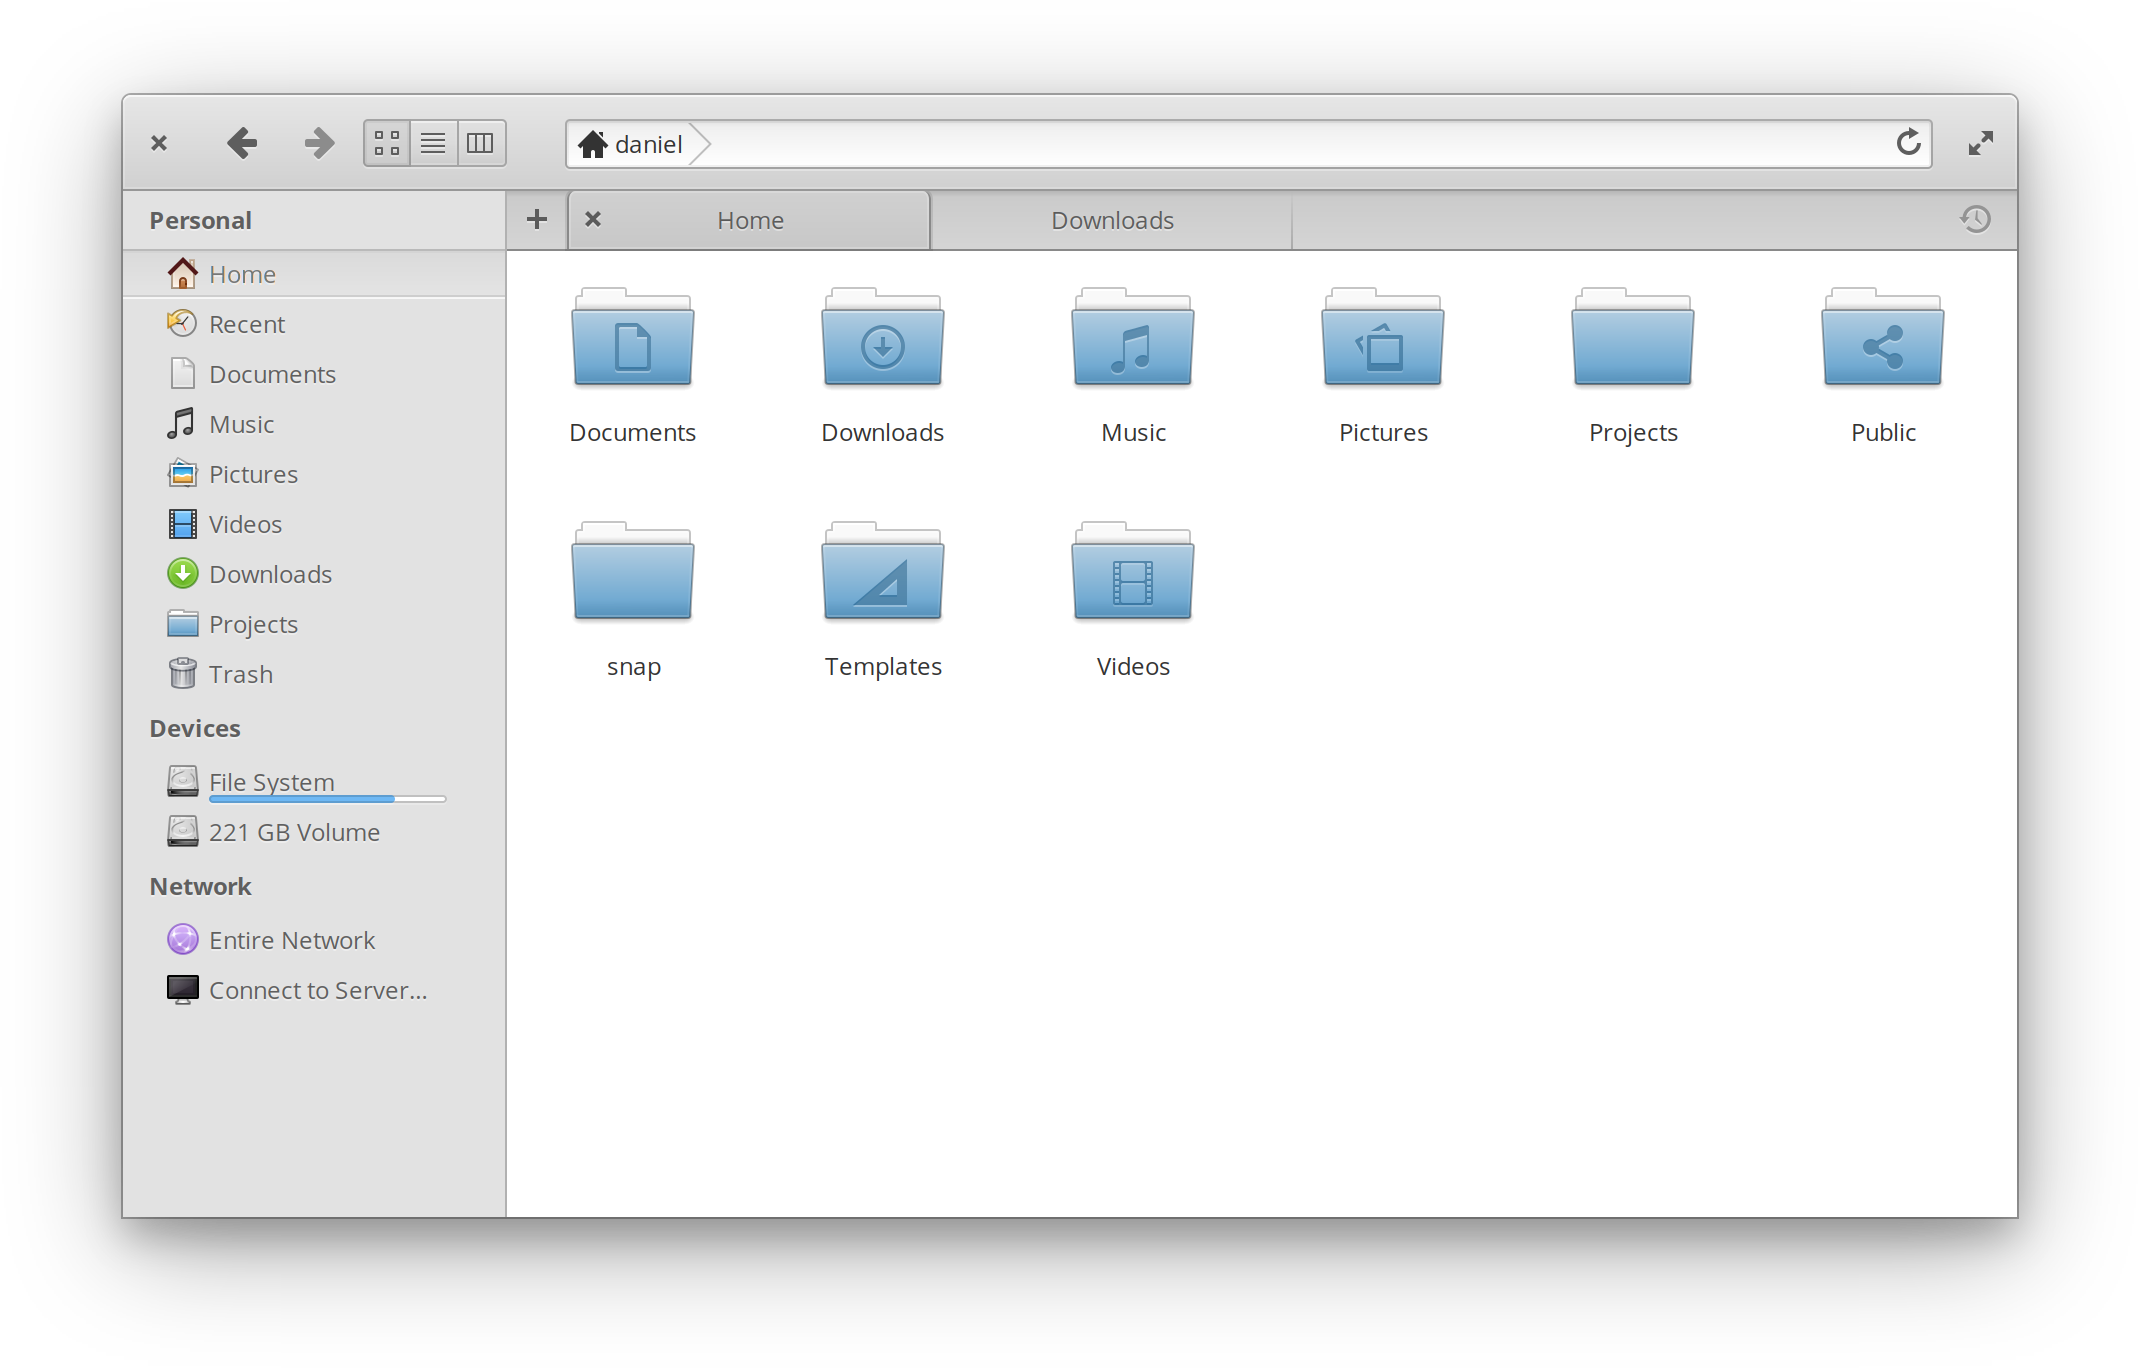 daniel
Personal
Home
Recent
Documents
Music
Pictures
Videos
Downloads
Projects
Trash
Devices
File System
221 GB Volume
Network
Entire Network
Connect to Server...
Home Downloads
Documents Downloads Music Pictures Projects Public
snap Templates Videos